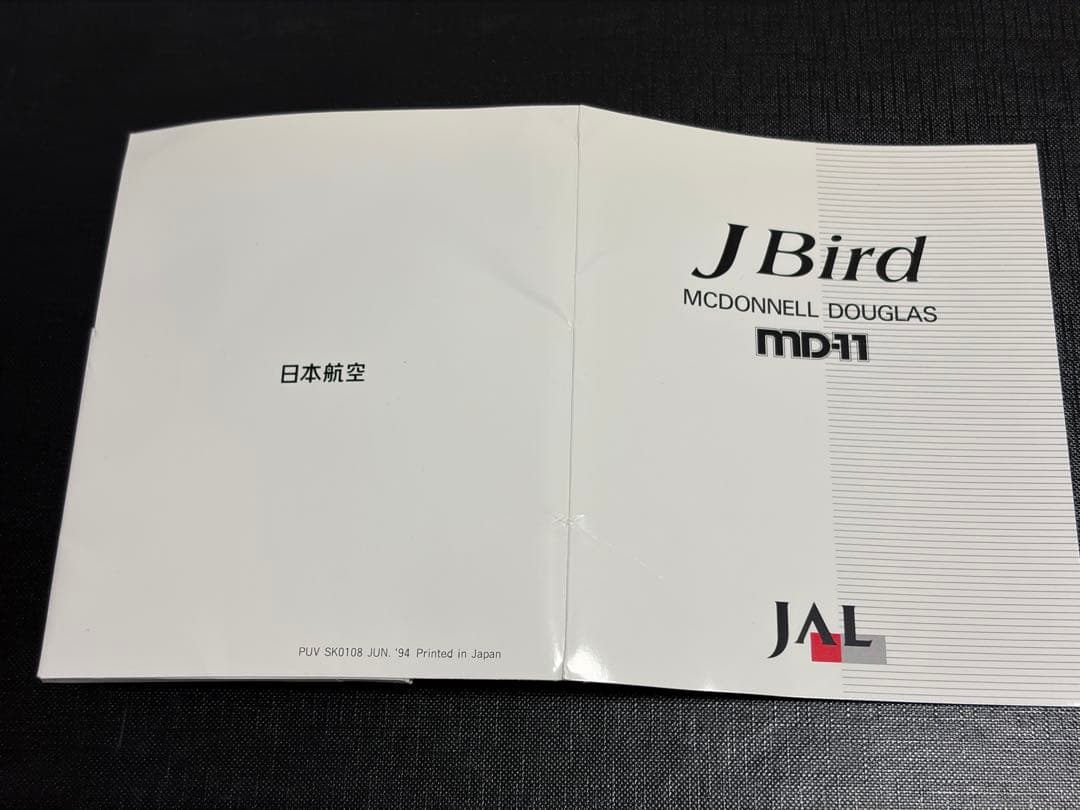 日本航空
PUV SK0108 JUN. '94 Printed in Japan
J Bird
MCDONNELL DOUGLAS
MD-11
JAL